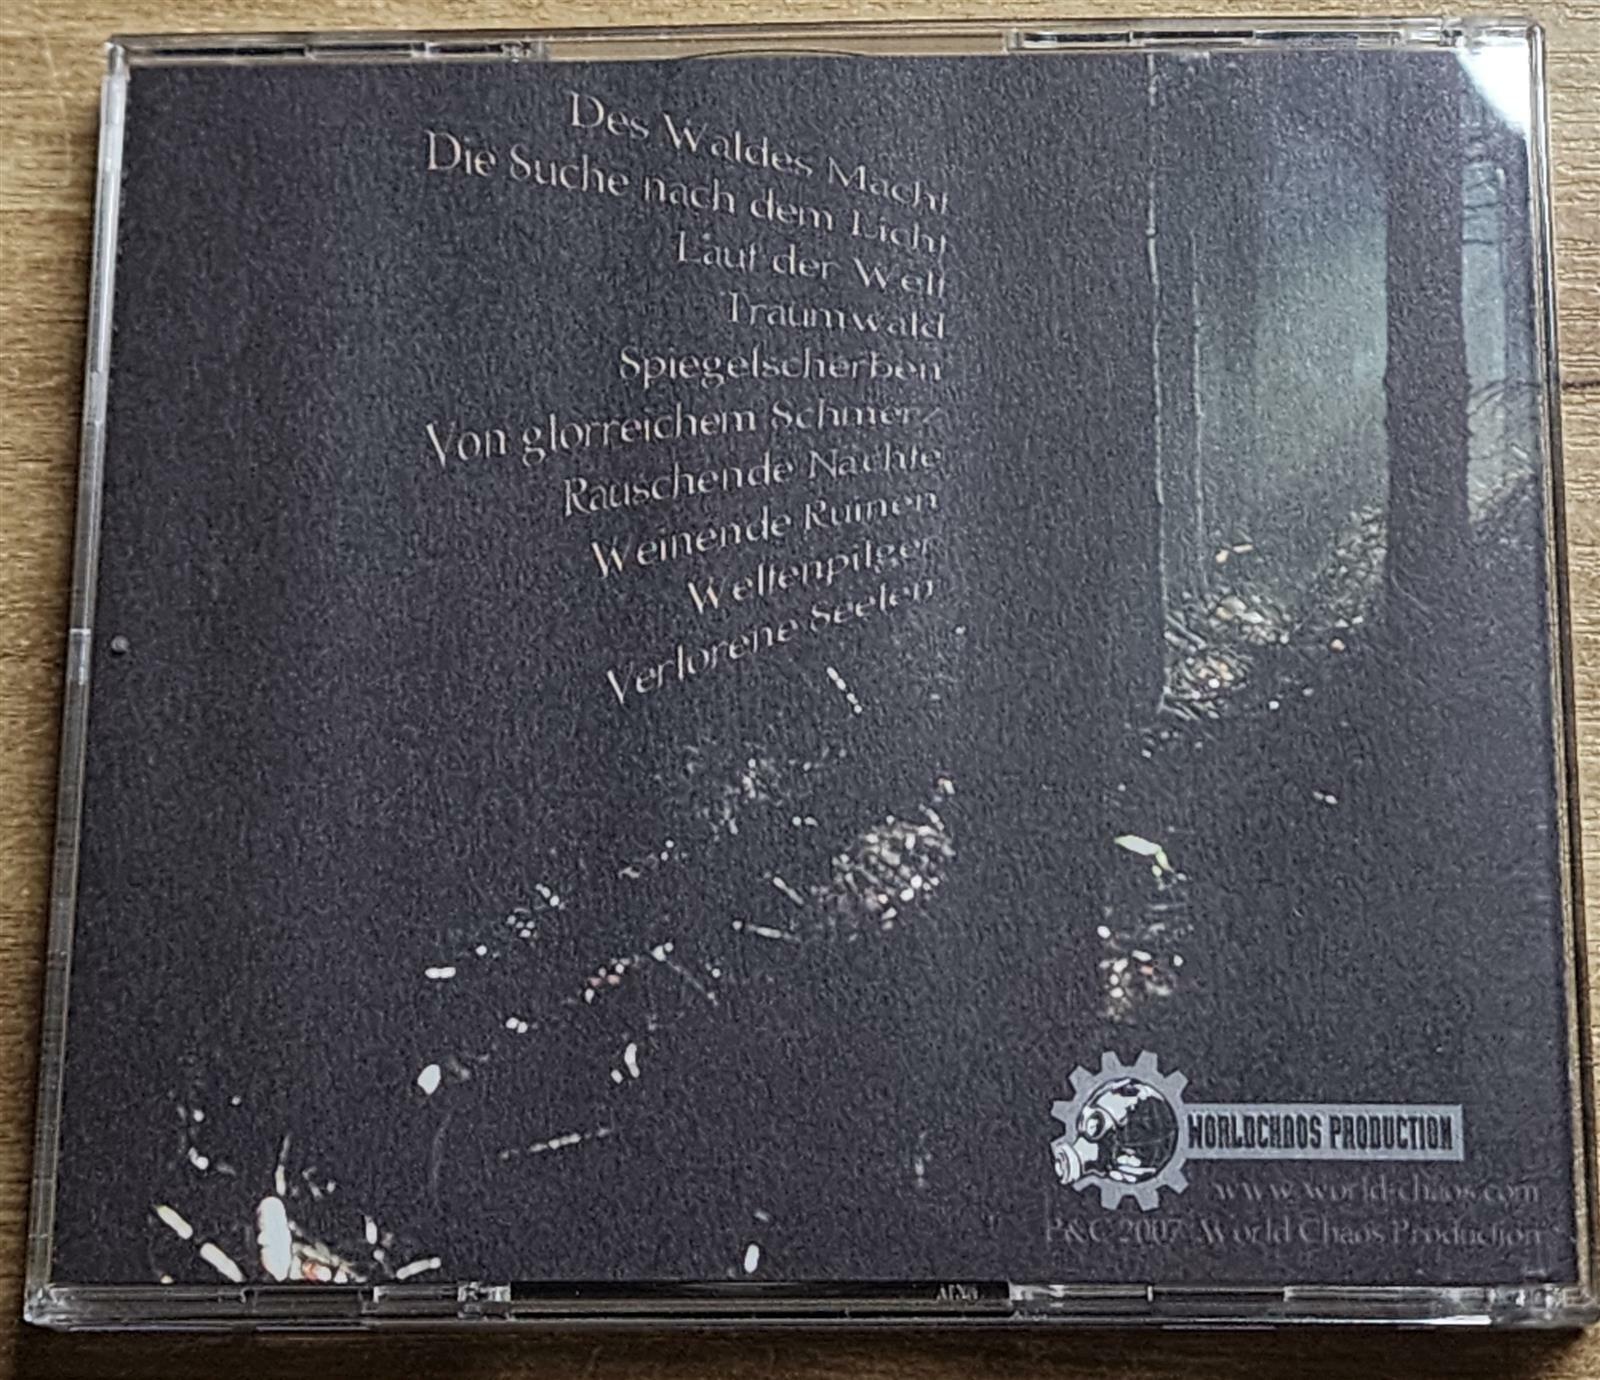 Des Waldes Macht
Die Suche nach dem Licht
Lauf der Welt
Traumwald
Spiegelscherben
Von glorreichem Schmerz
Rauschende Nächte
Weinende Ruinen
Weltenpilger
Verlorene Seelen
WORLDCHAOS PRODUCTION
www.world-chaos.com
P&C 2007 World Chaos Production